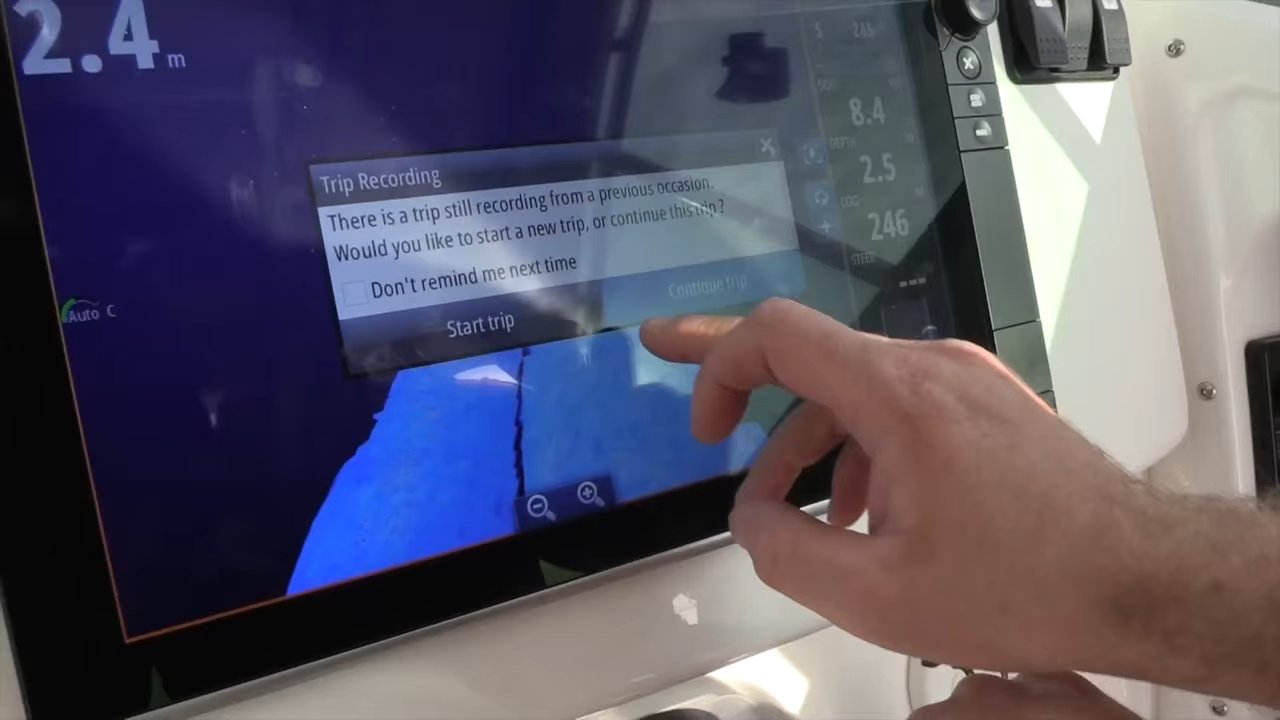 2.4 m
Trip Recording
There is a trip still recording from a previous occasion.
Would you like to start a new trip, or continue this trip?
Don't remind me next time
Start trip
Continue trip
Auto C
S
8.4
DEPTH
2.5
LOG
246
STEER
---